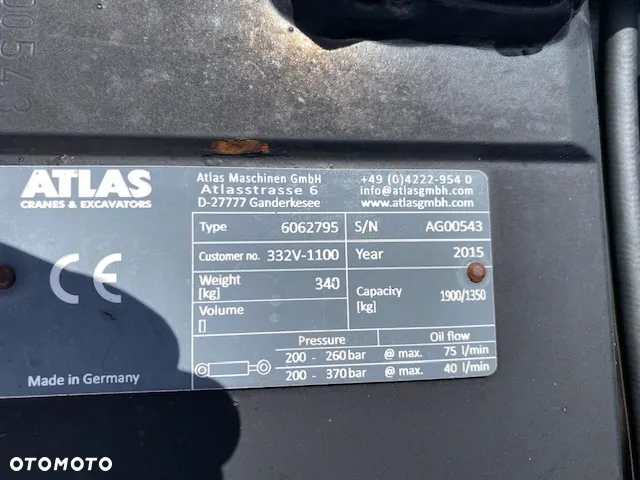 00543
ATLAS
CRANES & EXCAVATORS
Atlas Maschinen GmbH
Atlasstrasse 6
D-27777 Ganderkesee
+49 (0)4222-954 0
info@atlasgmbh.com
www.atlasgmbh.com
Type 6062795 S/N AG00543
Customer no. 332V-1100 Year 2015
Weight [kg] 340
Capacity [kg] 1900/1350
Volume []
Pressure Oil flow
200 - 260 bar @ max. 75 l/min
200 - 370 bar @ max. 40 l/min
CE
Made in Germany
OTOMOTO